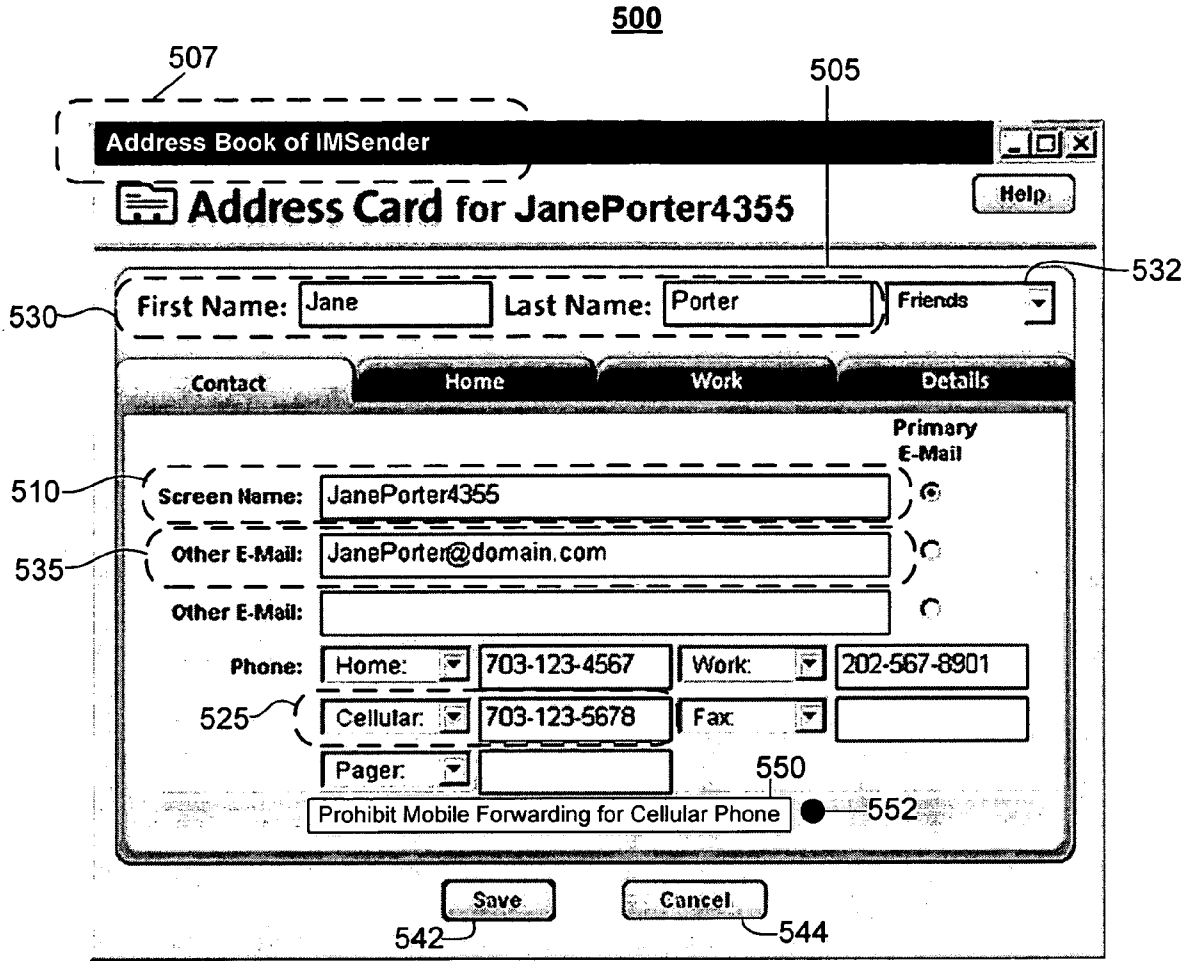 500
507
505
Address Book of IMSender
Address Card for JanePorter4355
Help
532
530
First Name: Jane Last Name: Porter Friends
Contact Home Work Details
Primary
E-Mail
510
Screen Name: JanePorter4355
535
Other E-Mail: JanePorter@domain.com
Other E-Mail:
Phone: Home: 703-123-4567 Work: 202-567-8901
525
Cellular: 703-123-5678 Fax:
Pager:
550
Prohibit Mobile Forwarding for Cellular Phone
552
Save Cancel
542
544